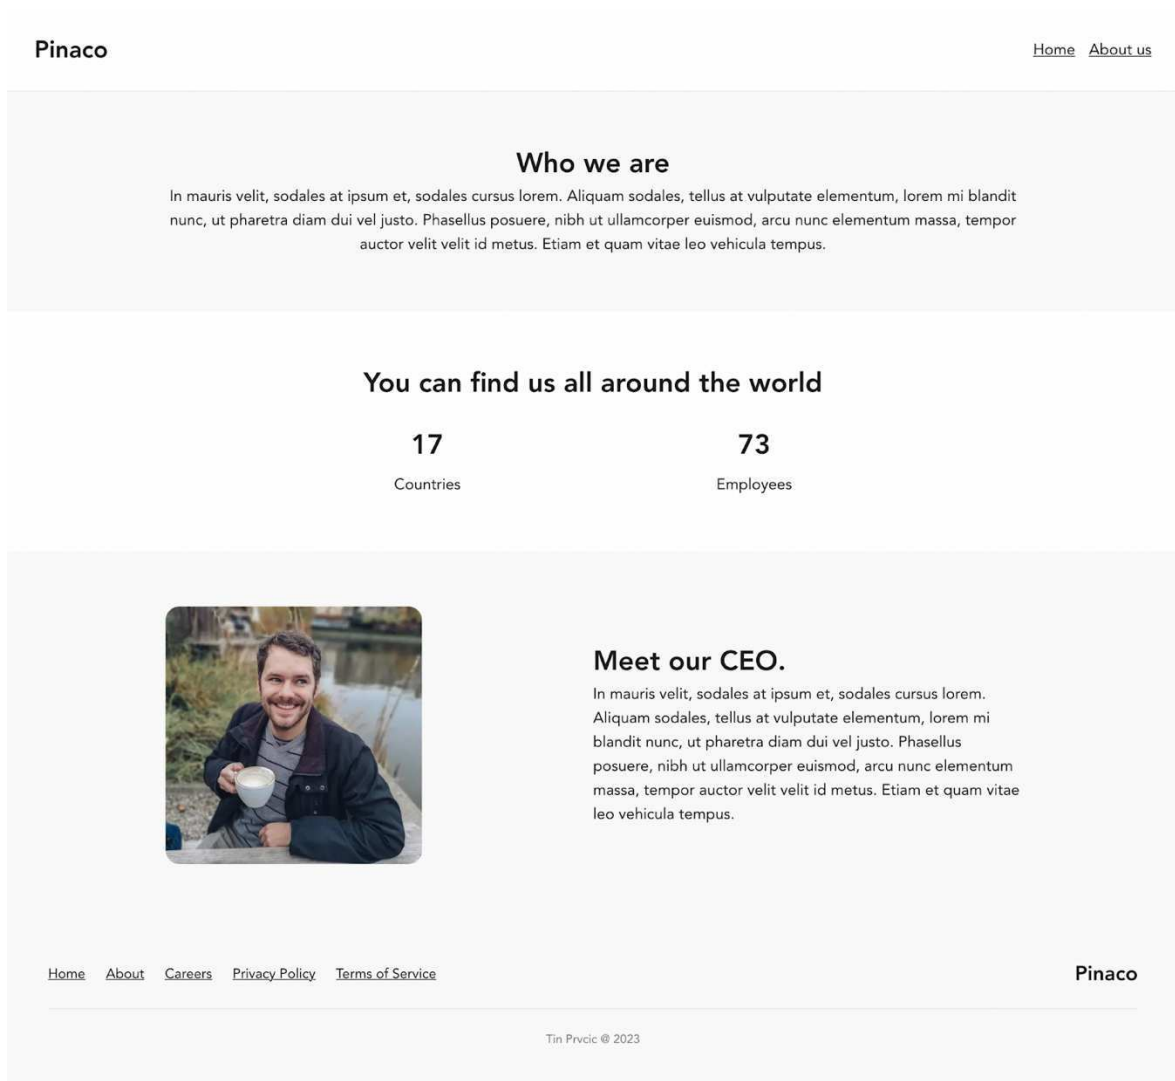 Pinaco
Home About us
Who we are
In mauris velit, sodales at ipsum et, sodales cursus lorem. Aliquam sodales, tellus at vulputate elementum, lorem mi blandit
nunc, ut pharetra diam dui vel justo. Phasellus posuere, nibh ut ullamcorper euismod, arcu nunc elementum massa, tempor
auctor velit velit id metus. Etiam et quam vitae leo vehicula tempus.
You can find us all around the world
17
Countries
73
Employees
Meet our CEO.
In mauris velit, sodales at ipsum et, sodales cursus lorem.
Aliquam sodales, tellus at vulputate elementum, lorem mi
blandit nunc, ut pharetra diam dui vel justo. Phasellus
posuere, nibh ut ullamcorper euismod, arcu nunc elementum
massa, tempor auctor velit velit id metus. Etiam et quam vitae
leo vehicula tempus.
Home About Careers Privacy Policy Terms of Service
Pinaco
Tin Prvcic @ 2023